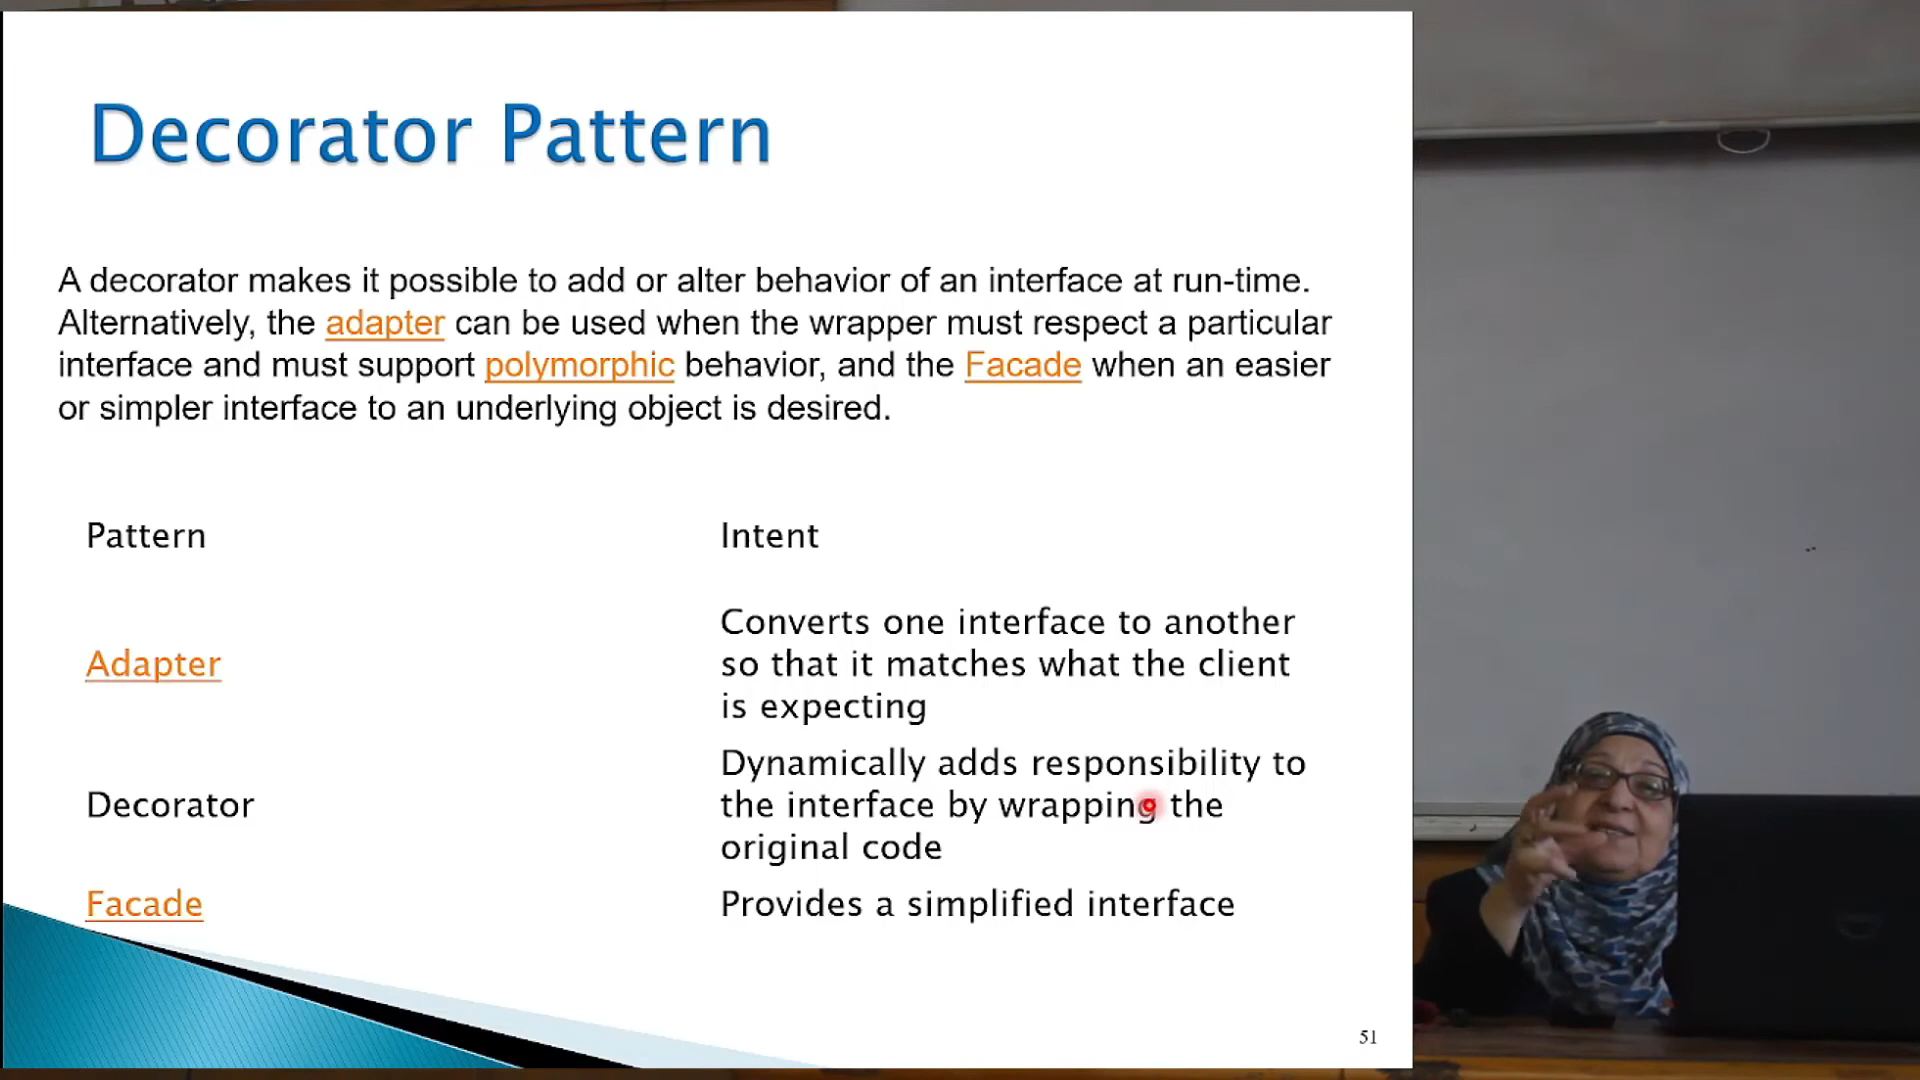 Decorator Pattern
A decorator makes it possible to add or alter behavior of an interface at run-time.
Alternatively, the adapter can be used when the wrapper must respect a particular
interface and must support polymorphic behavior, and the Facade when an easier
or simpler interface to an underlying object is desired.
Pattern Intent
Adapter
Converts one interface to another
so that it matches what the client
is expecting
Decorator
Dynamically adds responsibility to
the interface by wrapping the
original code
Facade Provides a simplified interface
51